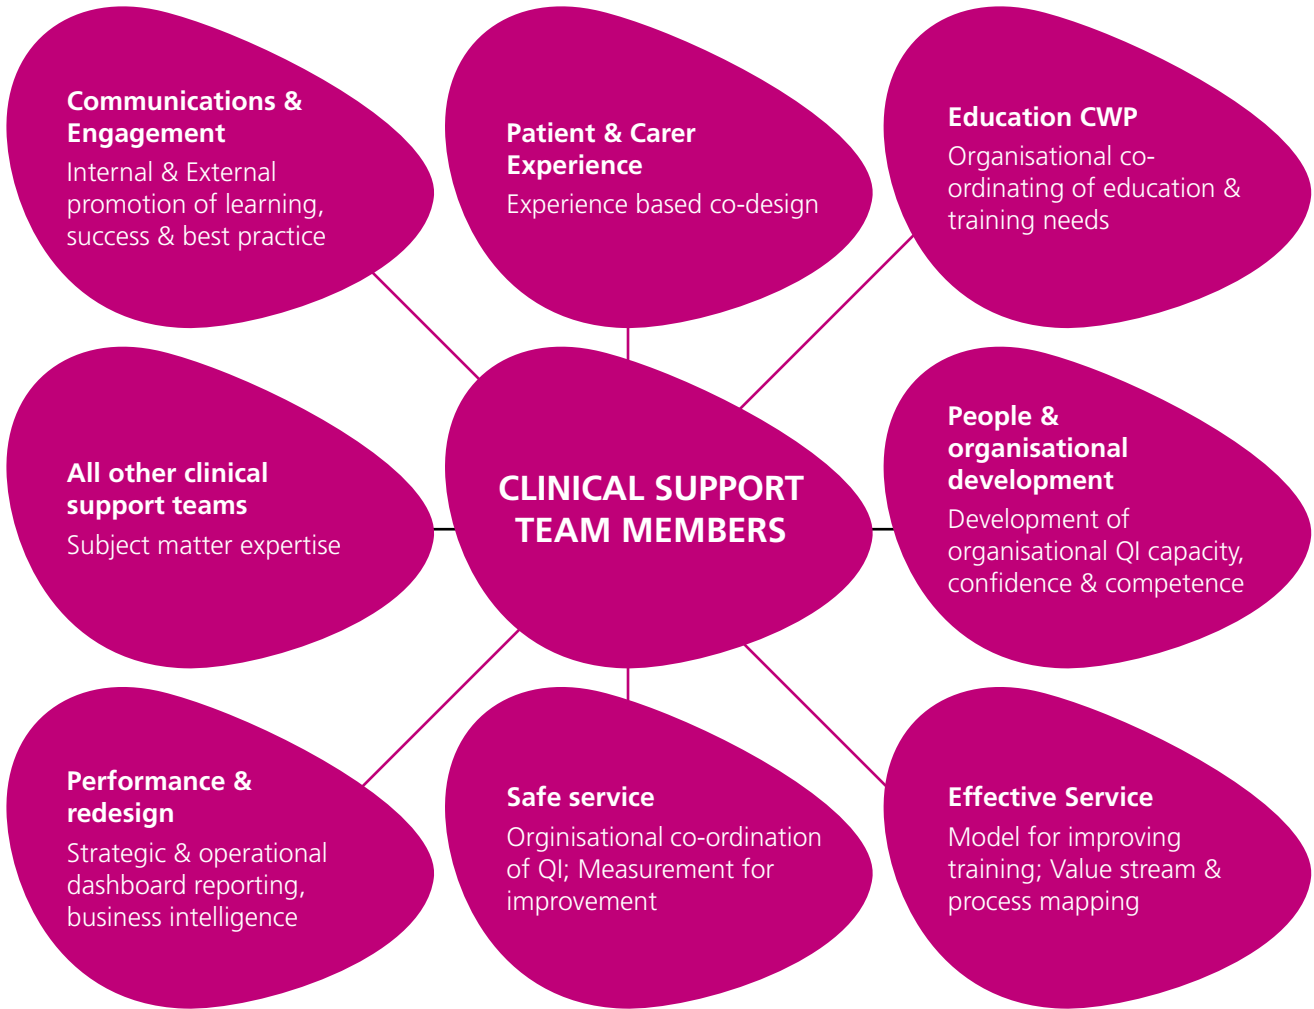 Communications &
Engagement
Internal & External
promotion of learning,
success & best practice
Patient & Carer
Experience
Experience based co-design
Education CWP
Organisational co-
ordinating of education &
training needs
All other clinical
support teams
Subject matter expertise
CLINICAL SUPPORT
TEAM MEMBERS
People &
organisational
development
Development of
organisational QI capacity,
confidence & competence
Performance &
redesign
Strategic & operational
dashboard reporting,
business intelligence
Safe service
Orginisational co-ordination
of QI; Measurement for
improvement
Effective Service
Model for improving
training; Value stream &
process mapping